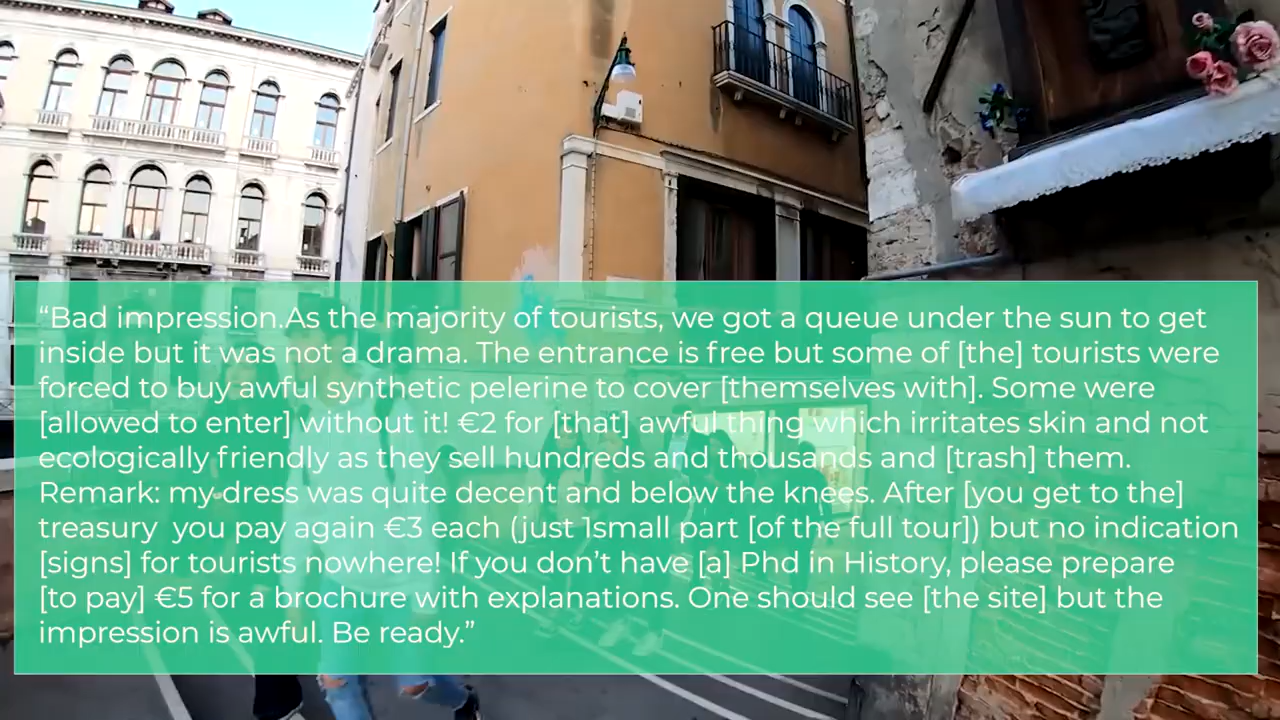 “Bad impression.As the majority of tourists, we got a queue under the sun to get
inside but it was not a drama. The entrance is free but some of [the] tourists were
forced to buy awful synthetic pelerine to cover [themselves with]. Some were
[allowed to enter] without it! €2 for [that] awful thing which irritates skin and not
ecologically friendly as they sell hundreds and thousands and [trash] them.
Remark: my dress was quite decent and below the knees. After [you get to the]
treasury  you pay again €3 each (just 1small part [of the full tour]) but no indication
[signs] for tourists nowhere! If you don’t have [a] Phd in History, please prepare
[to pay] €5 for a brochure with explanations. One should see [the site] but the
impression is awful. Be ready.”